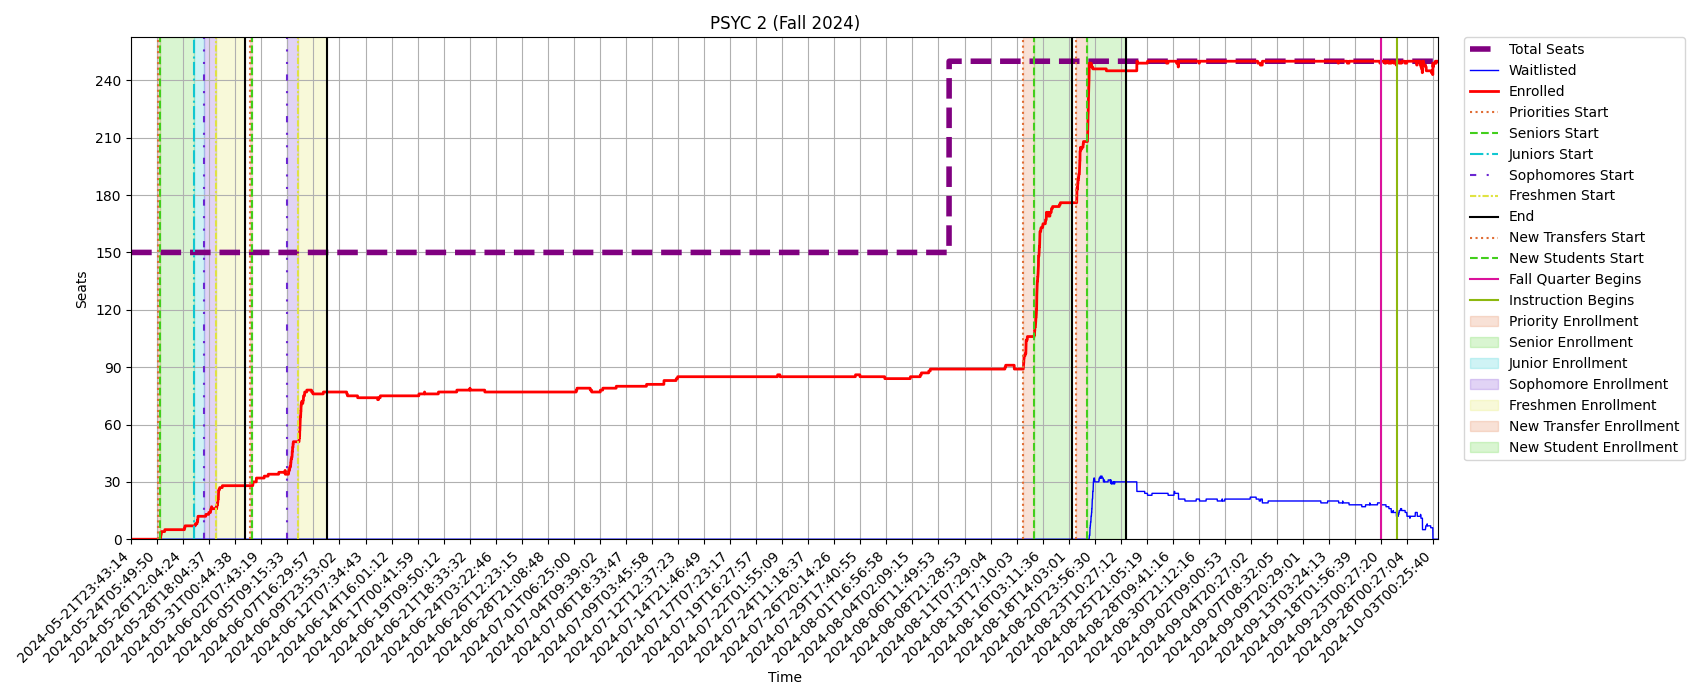 PSYC 2 (Fall 2024)
Seats
240
210
180
150
120
90
60
30
0
2024-05-21T23:43:14
2024-05-24T05:49:50
2024-05-26T12:04:24
2024-05-28T18:04:37
2024-05-31T00:44:38
2024-06-02T07:43:19
2024-06-05T09:15:33
2024-06-07T16:29:57
2024-06-09T23:53:02
2024-06-12T07:34:43
2024-06-14T16:01:12
2024-06-17T00:41:59
2024-06-19T09:50:12
2024-06-21T18:33:32
2024-06-24T03:22:46
2024-06-26T12:23:15
2024-06-28T21:08:48
2024-07-01T06:25:00
2024-07-04T09:39:02
2024-07-06T18:33:47
2024-07-09T03:45:58
2024-07-12T12:37:23
2024-07-14T21:46:49
2024-07-17T07:23:17
2024-07-19T16:27:57
2024-07-22T01:55:09
2024-07-24T11:18:37
2024-07-26T20:14:26
2024-07-29T17:40:55
2024-08-01T16:56:58
2024-08-04T02:09:15
2024-08-06T11:49:53
2024-08-08T21:28:53
2024-08-11T07:29:04
2024-08-13T17:10:03
2024-08-16T03:11:36
2024-08-18T14:03:01
2024-08-20T23:56:30
2024-08-23T10:27:12
2024-08-25T21:05:19
2024-08-28T09:41:16
2024-08-30T21:12:16
2024-09-02T09:00:53
2024-09-04T20:27:02
2024-09-07T08:32:05
2024-09-09T20:29:01
2024-09-13T03:24:13
2024-09-18T01:56:39
2024-09-23T00:27:20
2024-09-28T00:27:04
2024-10-03T00:25:40
Time
Total Seats
Waitlisted
Enrolled
Priorities Start
Seniors Start
Juniors Start
Sophomores Start
Freshmen Start
End
New Transfers Start
New Students Start
Fall Quarter Begins
Instruction Begins
Priority Enrollment
Senior Enrollment
Junior Enrollment
Sophomore Enrollment
Freshmen Enrollment
New Transfer Enrollment
New Student Enrollment